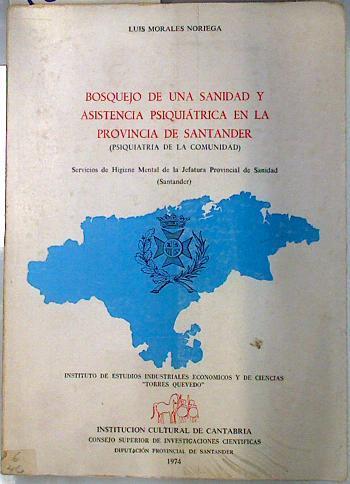 LUIS MORALES NORIEGA
BOSQUEJO DE UNA SANIDAD Y
ASISTENCIA PSIQUIÁTRICA EN LA
PROVINCIA DE SANTANDER
(PSIQUIATRIA DE LA COMUNIDAD)
Servicios de Higiene Mental de la Jefatura Provincial de Sanidad
(Santander)
INSTITUTO DE ESTUDIOS INDUSTRIALES ECONOMICOS Y DE CIENCIAS
"TORRES QUEVEDO"
INSTITUCION CULTURAL DE CANTABRIA
CONSEJO SUPERIOR DE INVESTIGACIONES CIENTIFICAS
DIPUTACIÓN PROVINCIAL DE SANTANDER
1974